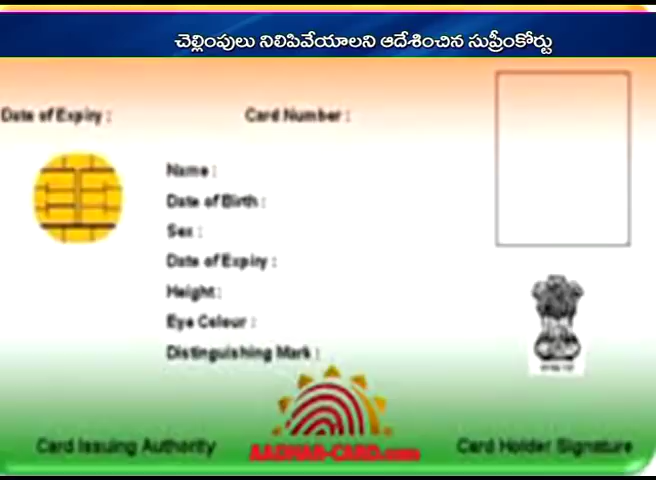 చెల్లింపులు నిలిపివేయాలని ఆదేశించిన సుప్రీంకోర్టు
Date of Expiry :
Card Number :
Name :
Date of Birth :
Sex :
Date of Expiry :
Height :
Eye Colour :
Distinguishing Mark :
Card Issuing Authority
AADHAR-CARD.com
Card Holder Signature